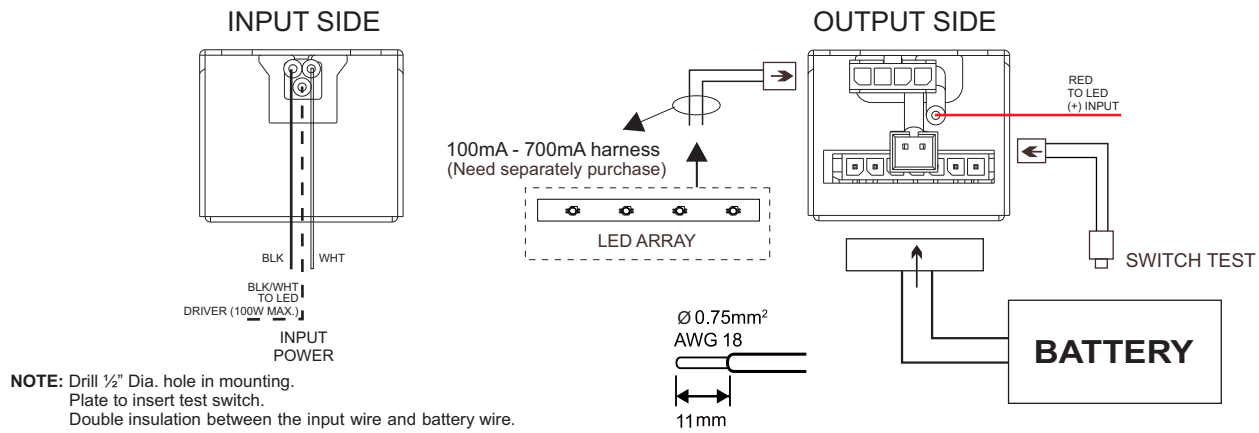 INPUT SIDE
BLK
WHT
BLK/WHT
TO LED
DRIVER (100W MAX.)
INPUT
POWER
NOTE: Drill ½” Dia. hole in mounting.
Plate to insert test switch.
Double insulation between the input wire and battery wire.
OUTPUT SIDE
100mA - 700mA harness
(Need separately purchase)
LED ARRAY
RED
TO LED
(+) INPUT
SWITCH TEST
BATTERY
Ø 0.75mm²
AWG 18
11mm